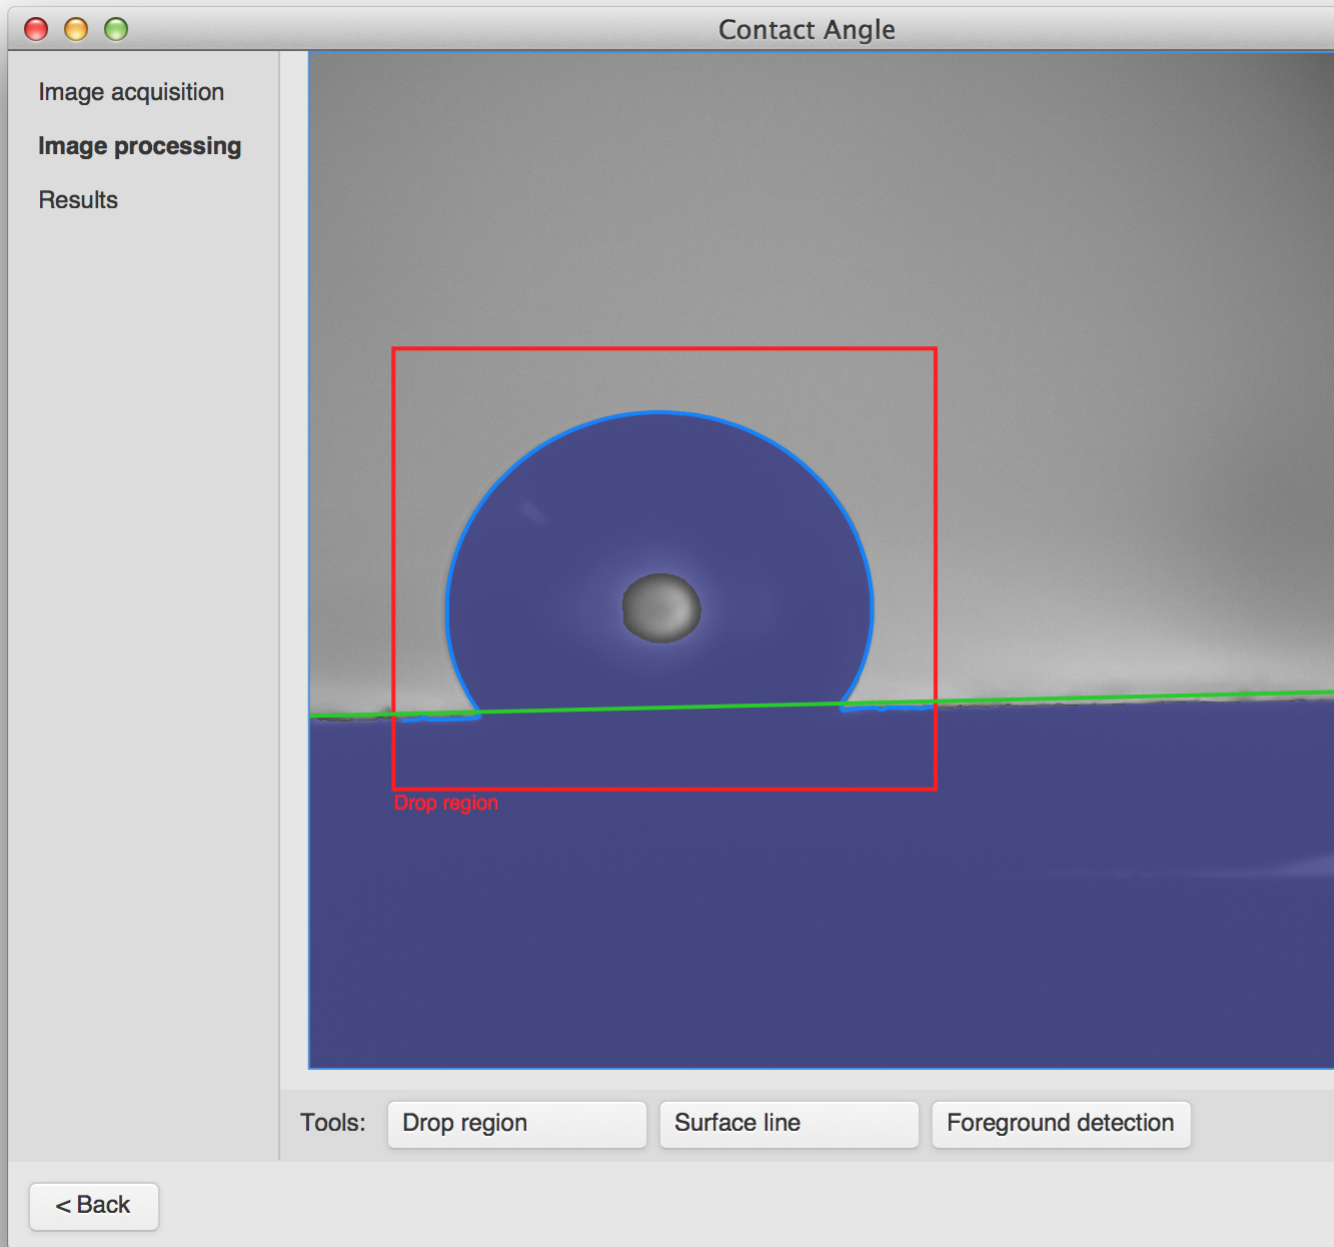 Contact Angle
Image acquisition
Image processing
Results
Drop region
Tools:
Drop region
Surface line
Foreground detection
< Back